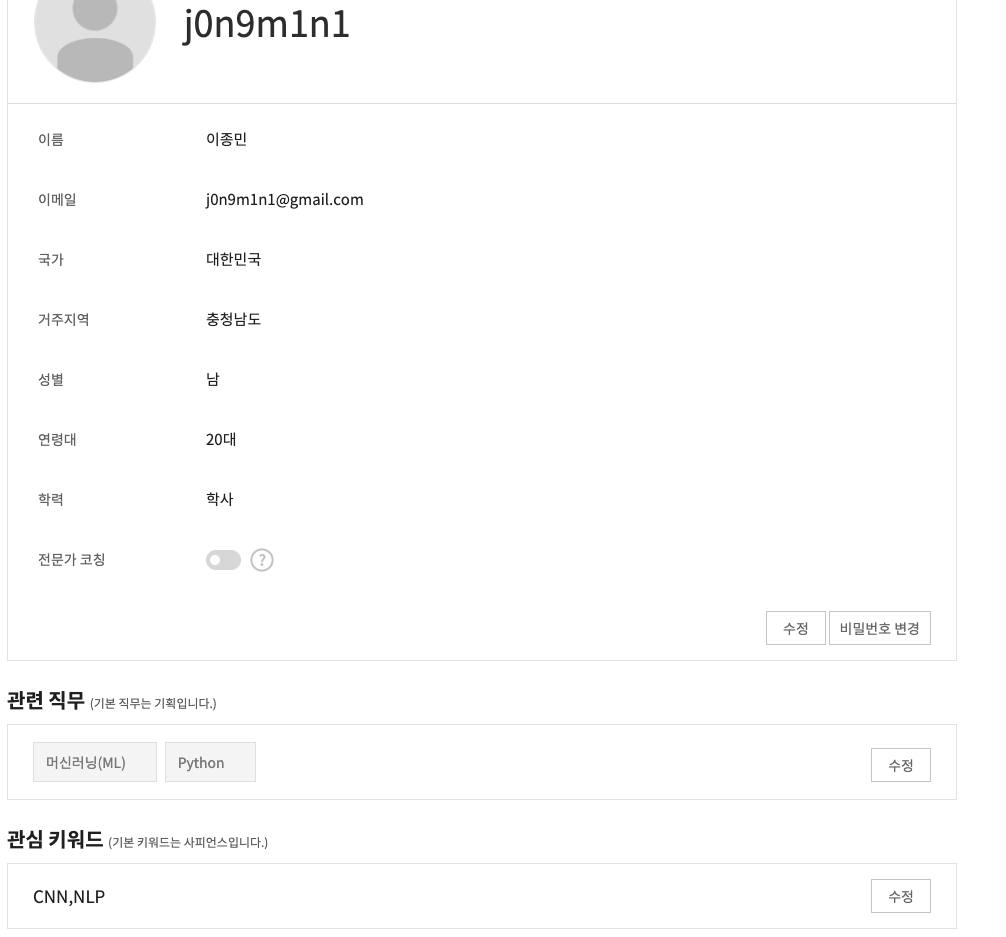 j0n9m1n1
이름 이종민
이메일 j0n9m1n1@gmail.com
국가 대한민국
거주지역 충청남도
성별 남
연령대 20대
학력 학사
전문가 코칭 ?
수정 비밀번호 변경
관련 직무 (기본 직무는 기획입니다.)
머신러닝(ML) Python 수정
관심 키워드 (기본 키워드는 사피언스입니다.)
CNN,NLP 수정